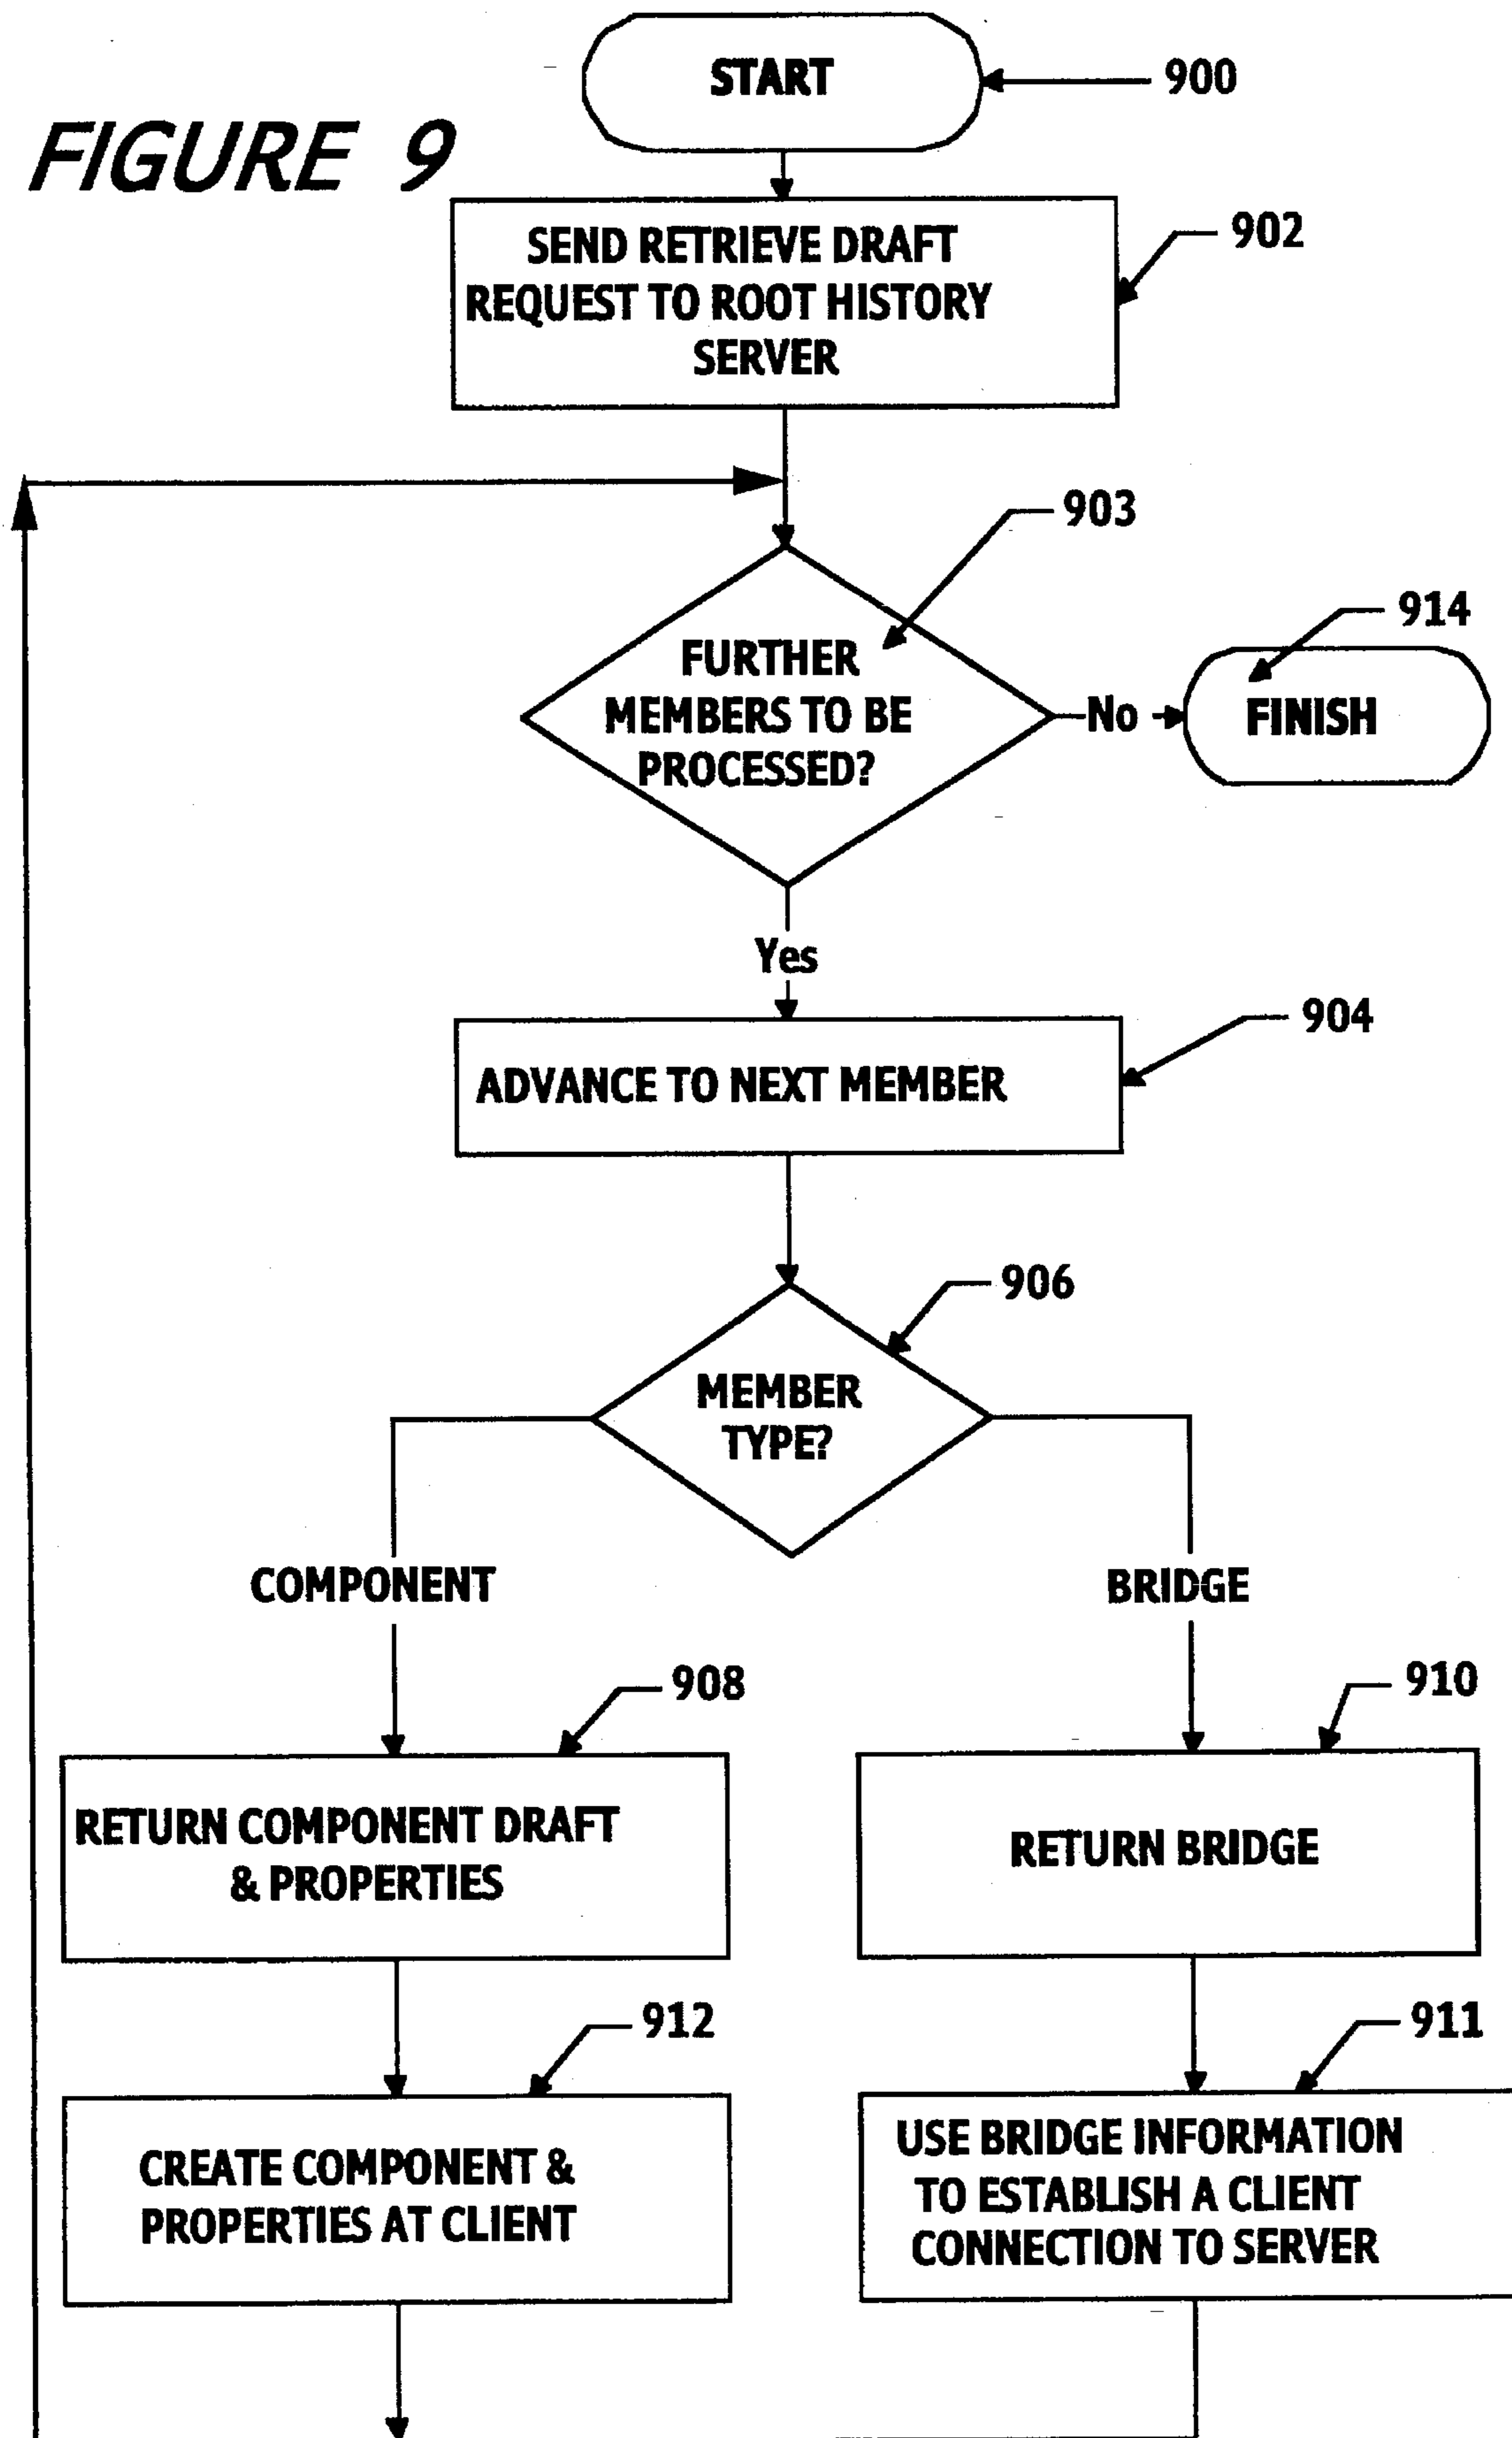 START
900
FIGURE 9
SEND RETRIEVE DRAFT
REQUEST TO ROOT HISTORY
SERVER
902
903
FURTHER
MEMBERS TO BE
PROCESSED?
No
914
FINISH
Yes
904
ADVANCE TO NEXT MEMBER
906
MEMBER
TYPE?
COMPONENT
BRIDGE
908
910
RETURN COMPONENT DRAFT
& PROPERTIES
RETURN BRIDGE
912
911
CREATE COMPONENT &
PROPERTIES AT CLIENT
USE BRIDGE INFORMATION
TO ESTABLISH A CLIENT
CONNECTION TO SERVER